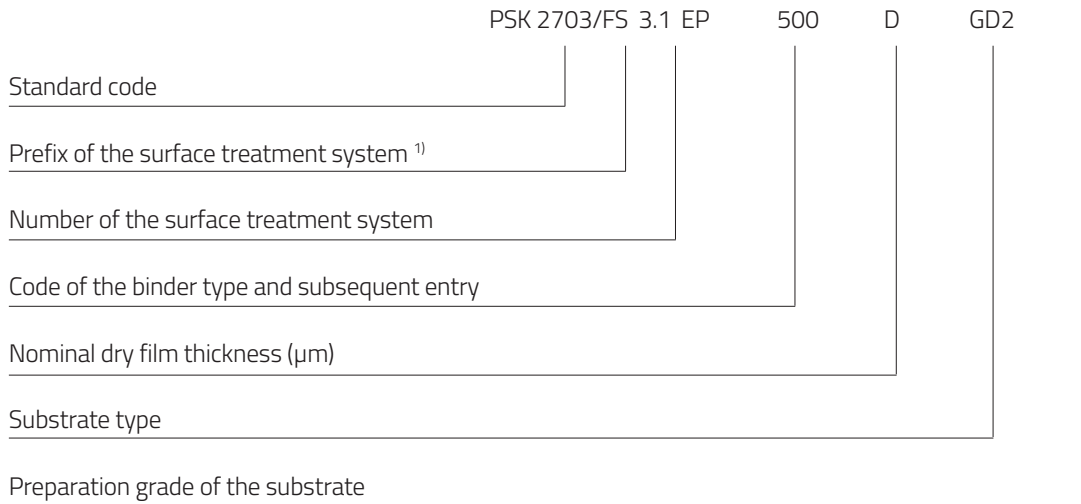 PSK 2703/FS 3.1 EP 500 D GD2
Standard code
Prefix of the surface treatment system 1)
Number of the surface treatment system
Code of the binder type and subsequent entry
Nominal dry film thickness (µm)
Substrate type
Preparation grade of the substrate